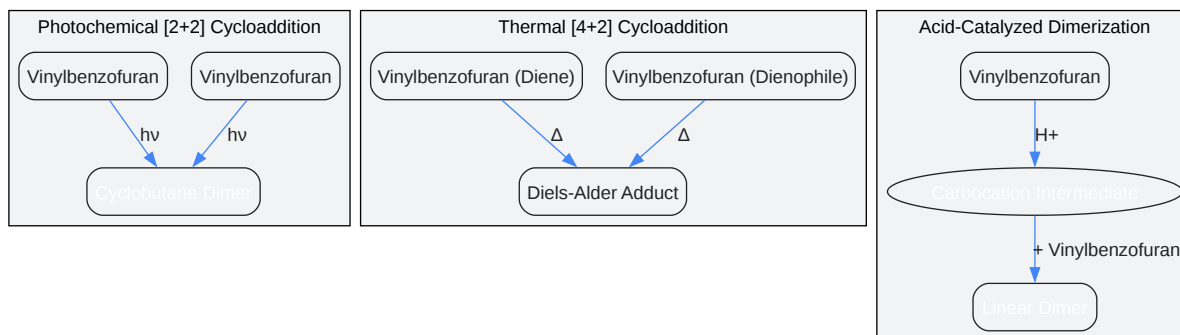 Photochemical [2+2] Cycloaddition
Vinylbenzofuran
Vinylbenzofuran
hν
hν
Cyclobutane Dimer
Thermal [4+2] Cycloaddition
Vinylbenzofuran (Diene)
Vinylbenzofuran (Dienophile)
Δ
Δ
Diels-Alder Adduct
Acid-Catalyzed Dimerization
Vinylbenzofuran
H+
Carbocation Intermediate
+ Vinylbenzofuran
Linear Dimer